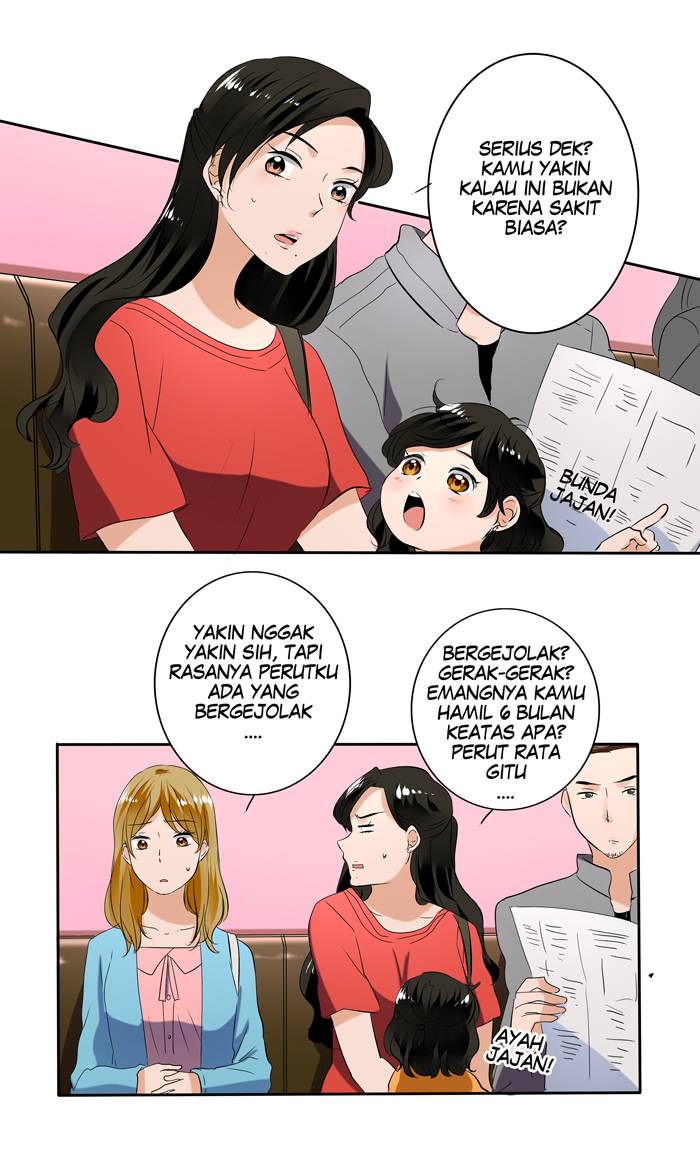 SERIUS DEK?
KAMU YAKIN
KALAU INI BUKAN
KARENA SAKIT
BIASA?
BUNDA
JAJAN!
YAKIN NGGAK
YAKIN SIH, TAPI
RASANYA PERUTKU
ADA YANG
BERGEJOLAK
....
BERGEJOLAK?
GERAK-GERAK?
EMANGNYA KAMU
HAMIL 6 BULAN
KEATAS APA?
PERUT RATA
GITU
....
AYAH
JAJAN!